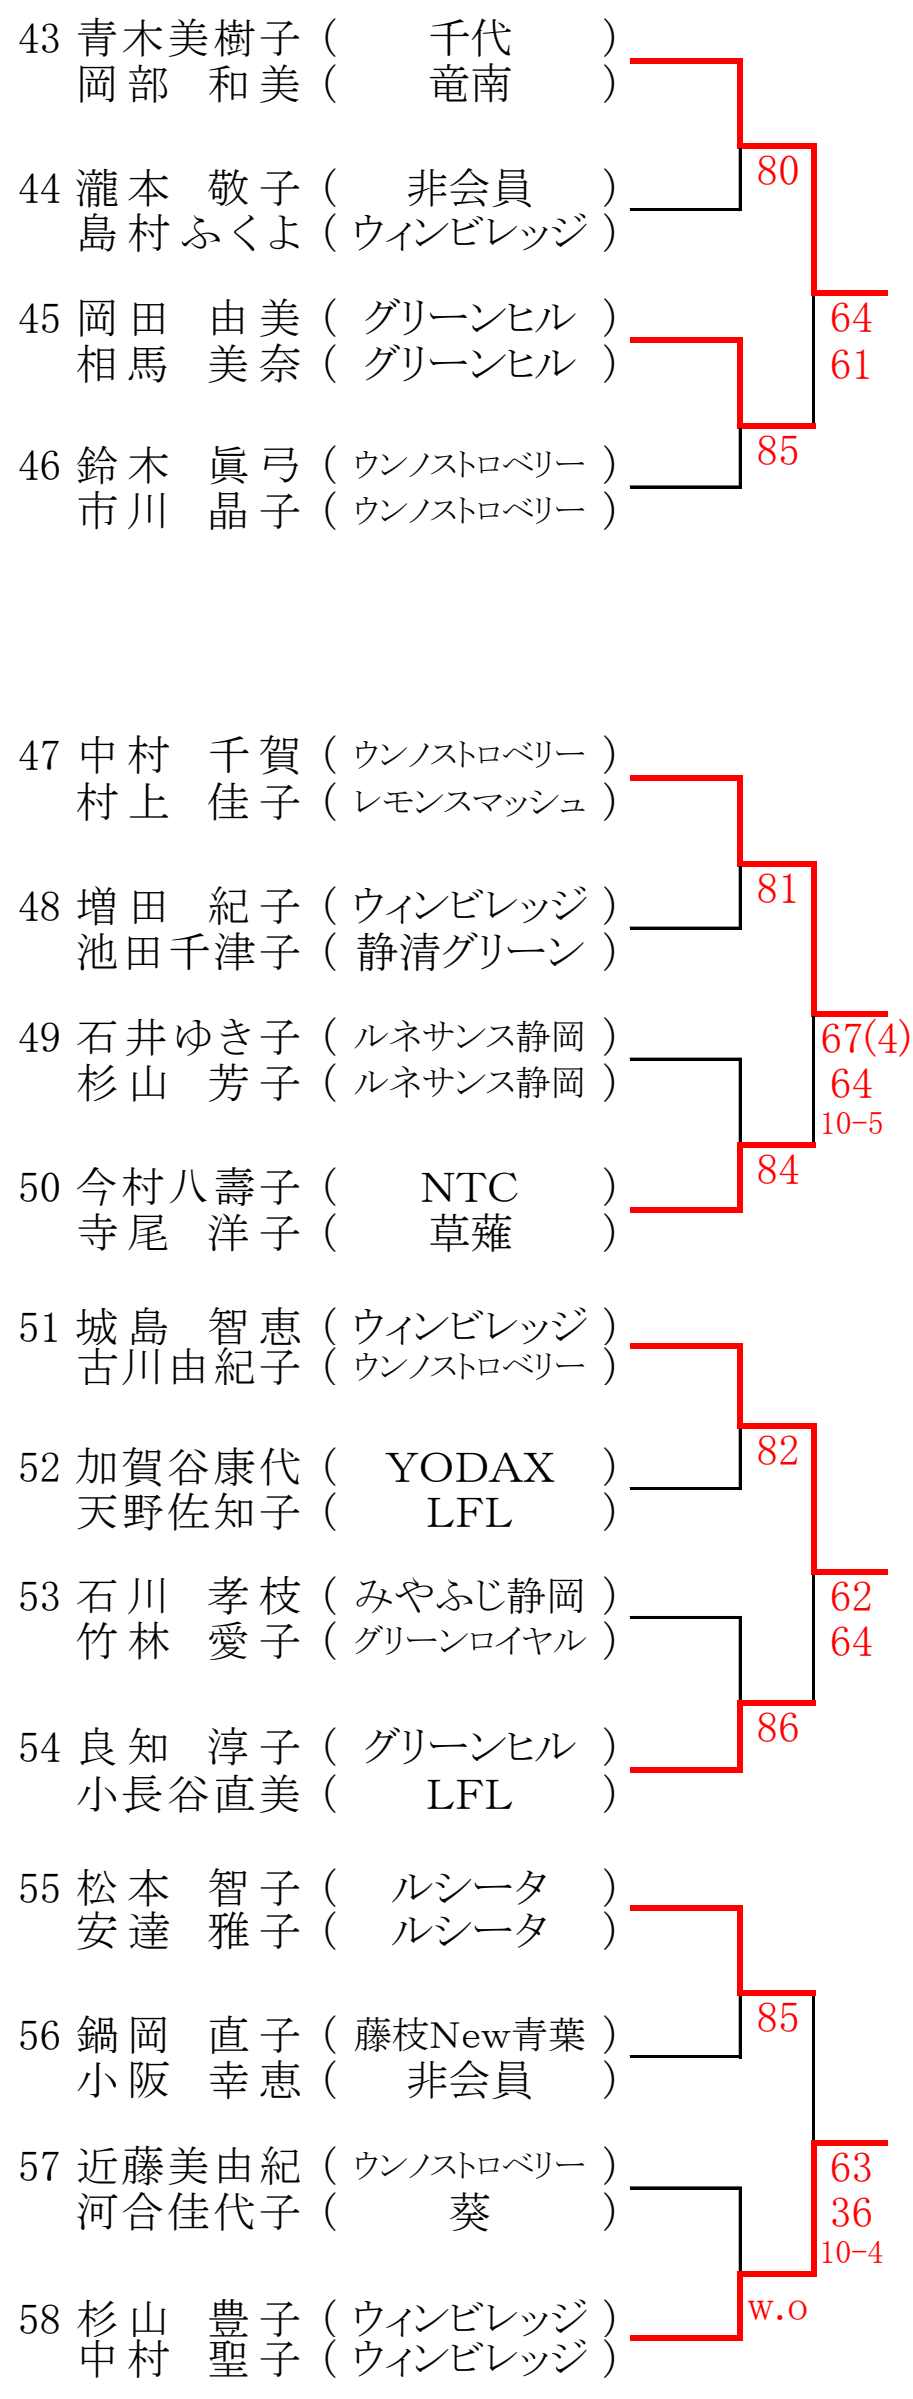 43 青木美樹子 ( 千代 )
岡部 和美 ( 竜南 )
80
44 瀧本 敬子 ( 非会員 )
島村ふくよ ( ウィンビレッジ )
64
61
45 岡田 由美 ( グリーンヒル )
相馬 美奈 ( グリーンヒル )
85
46 鈴木 眞弓 ( ウンノストロベリー )
市川 晶子 ( ウンノストロベリー )
47 中村 千賀 ( ウンノストロベリー )
村上 佳子 ( レモンスマッシュ )
81
48 増田 紀子 ( ウィンビレッジ )
池田千津子 ( 静清グリーン )
67(4)
64
10-5
49 石井ゆき子 ( ルネサンス静岡 )
杉山 芳子 ( ルネサンス静岡 )
84
50 今村八壽子 ( NTC )
寺尾 洋子 ( 草薙 )
51 城島 智恵 ( ウィンビレッジ )
古川由紀子 ( ウンノストロベリー )
82
52 加賀谷康代 ( YODAX )
天野佐知子 ( LFL )
62
64
53 石川 孝枝 ( みやふじ静岡 )
竹林 愛子 ( グリーンロイヤル )
86
54 良知 淳子 ( グリーンヒル )
小長谷直美 ( LFL )
55 松本 智子 ( ルシータ )
安達 雅子 ( ルシータ )
85
56 鍋岡 直子 ( 藤枝New青葉 )
小阪 幸恵 ( 非会員 )
63
36
10-4
57 近藤美由紀 ( ウンノストロベリー )
河合佳代子 ( 葵 )
w.o
58 杉山 豊子 ( ウィンビレッジ )
中村 聖子 ( ウィンビレッジ )